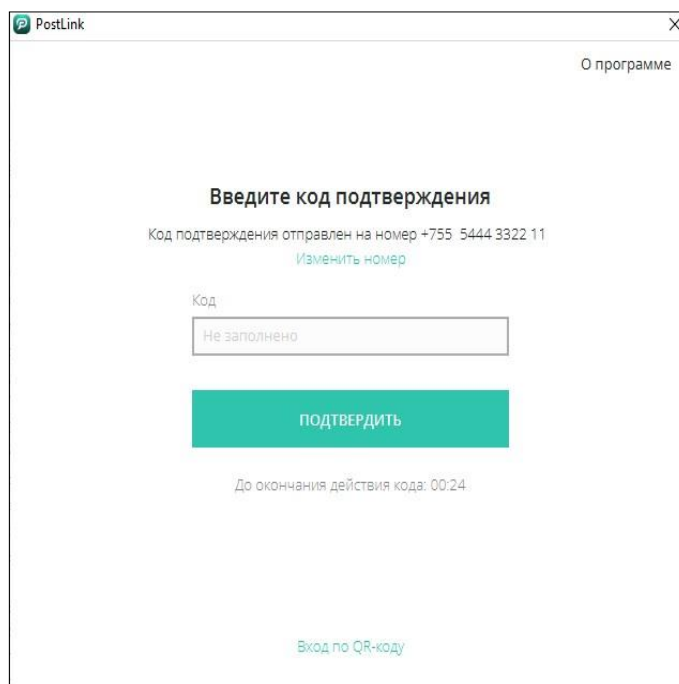 PostLink
О программе
Введите код подтверждения
Код подтверждения отправлен на номер +755 5444 3322 11
Изменить номер
Код
Не заполнено
ПОДТВЕРДИТЬ
До окончания действия кода: 00:24
Вход по QR-коду